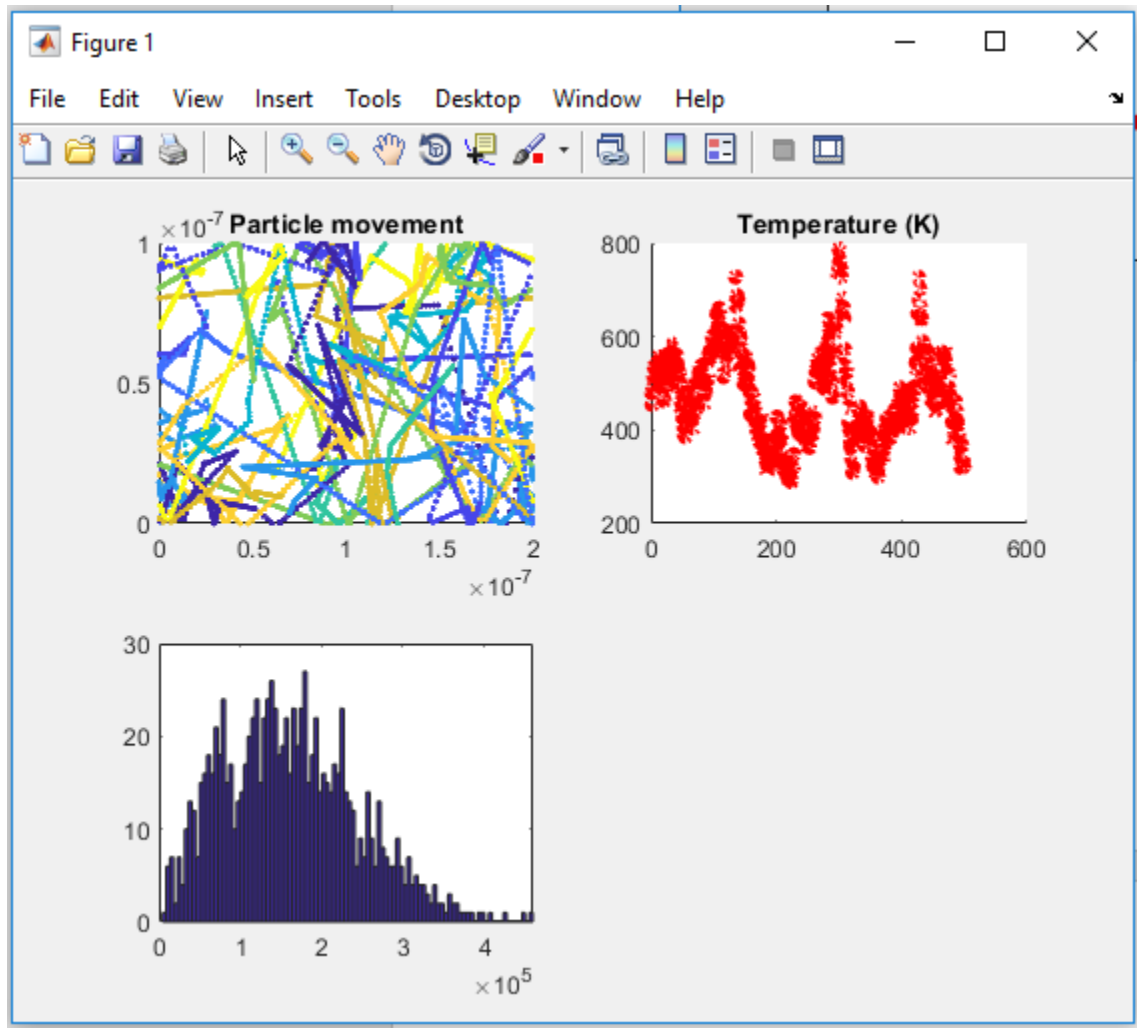 Figure 1
File Edit View Insert Tools Desktop Window Help
×10-7 Particle movement
1
0.5
0
0 0.5 1 1.5 2
×10-7
Temperature (K)
800
600
400
200
0 200 400 600
30
20
10
0
0 1 2 3 4
×105